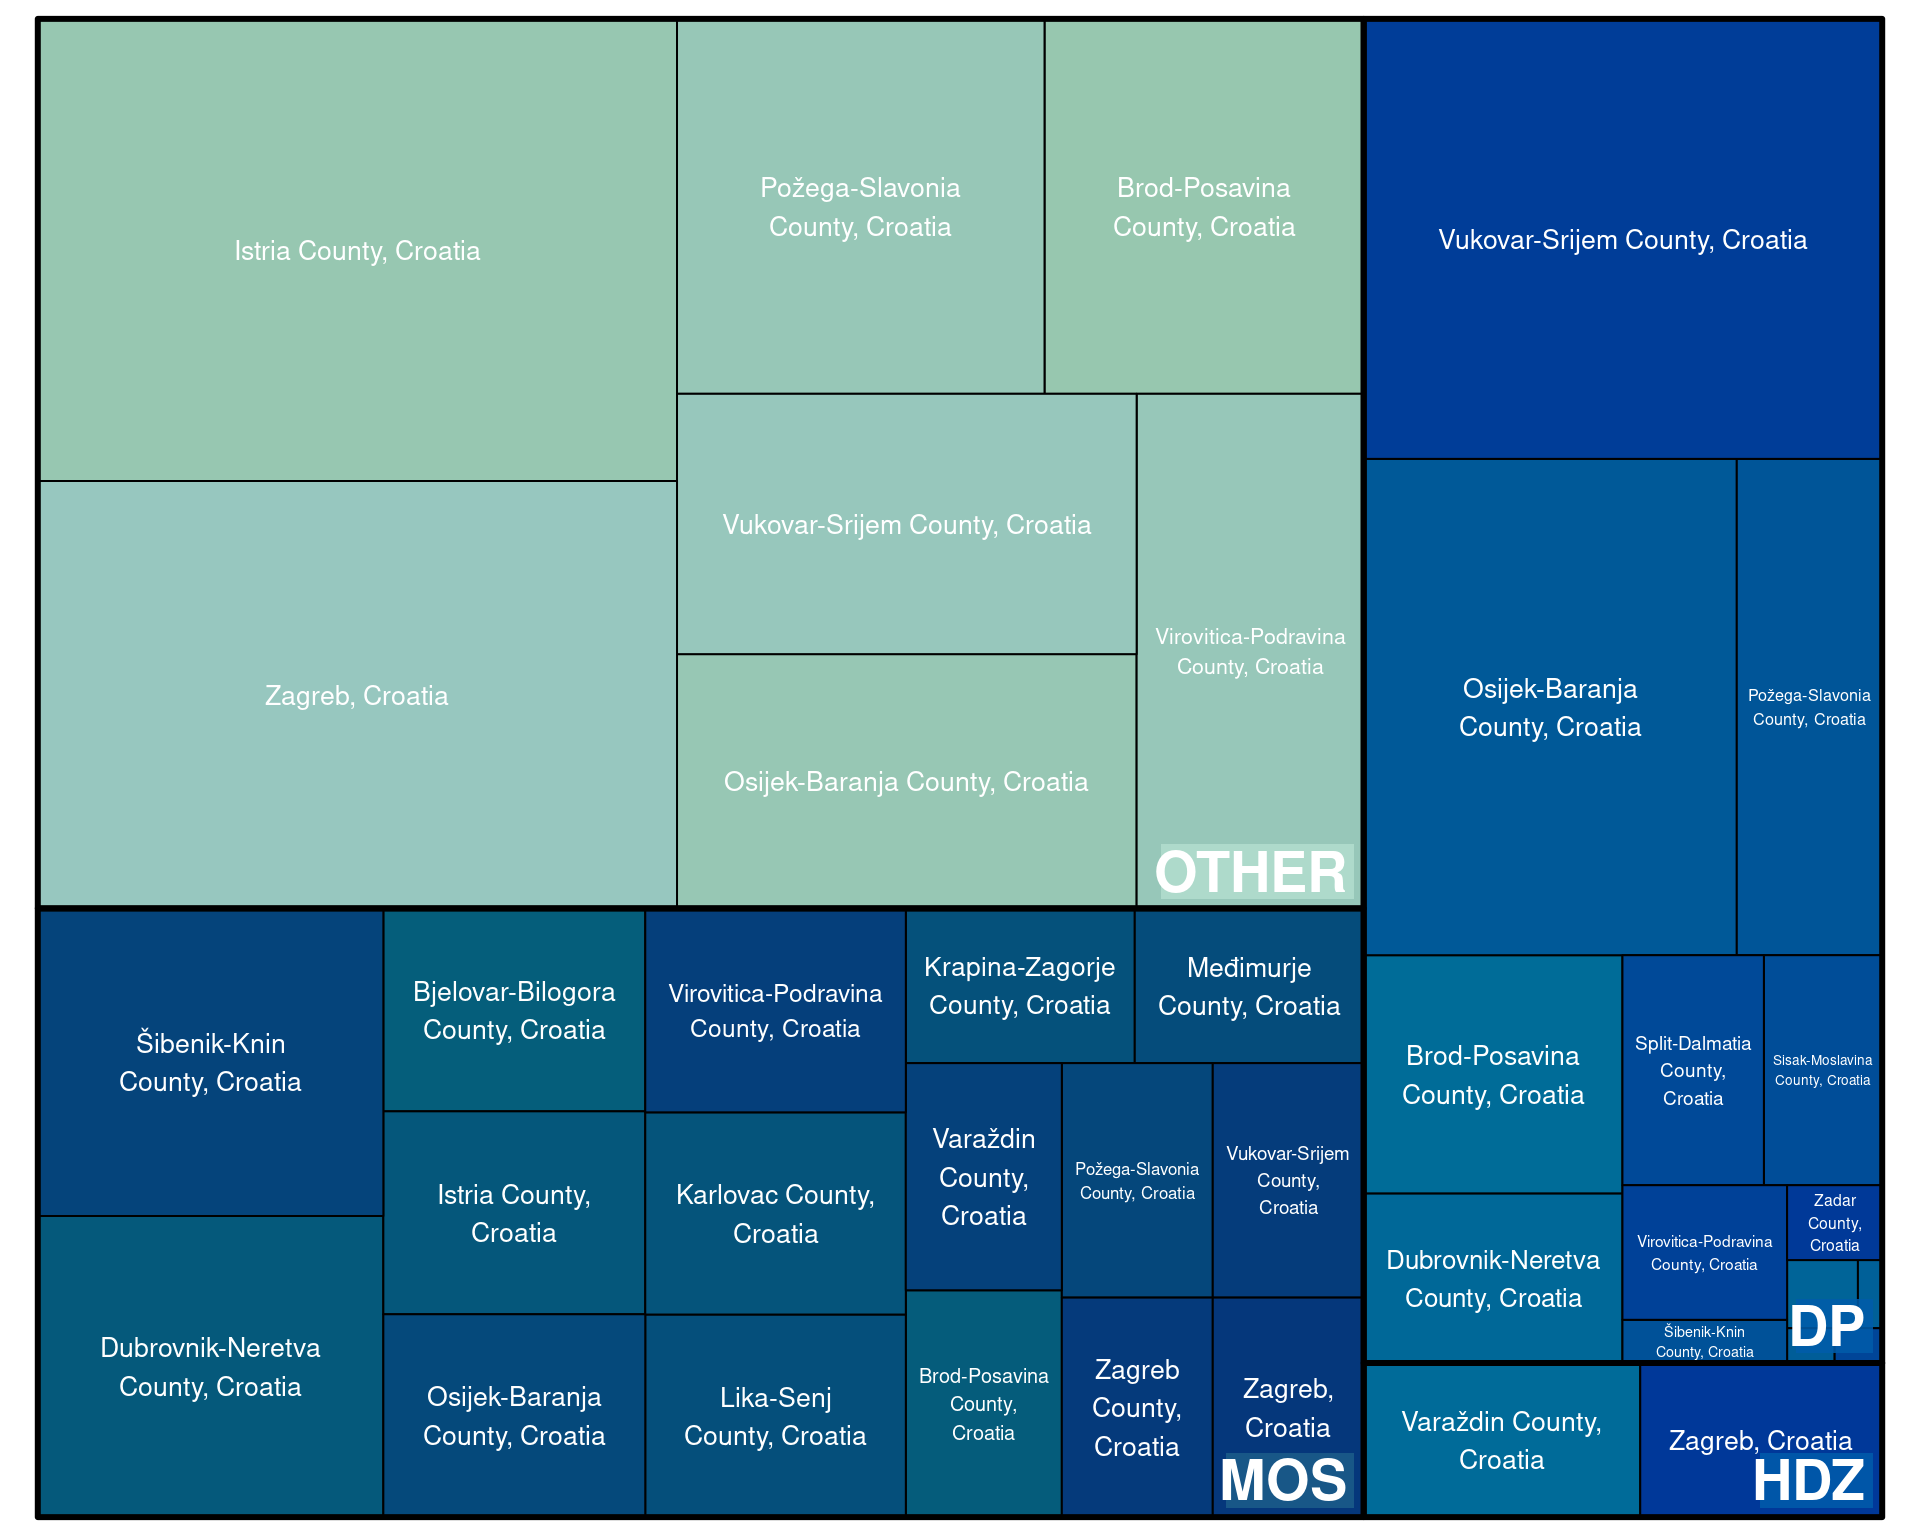 Istria County, Croatia
Zagreb, Croatia
Požega-Slavonia
County, Croatia
Brod-Posavina
County, Croatia
Vukovar-Srijem County, Croatia
Osijek-Baranja County, Croatia
Virovitica-Podravina
County, Croatia
OTHER
Šibenik-Knin
County, Croatia
Dubrovnik-Neretva
County, Croatia
Bjelovar-Bilogora
County, Croatia
Istria County,
Croatia
Osijek-Baranja
County, Croatia
Virovitica-Podravina
County, Croatia
Karlovac County,
Croatia
Lika-Senj
County, Croatia
Krapina-Zagorje
County, Croatia
Međimurje
County, Croatia
Varaždin
County,
Croatia
Brod-Posavina
County,
Croatia
Požega-Slavonia
County, Croatia
Vukovar-Srijem
County,
Croatia
Zagreb
County,
Croatia
Zagreb,
Croatia
MOS
Vukovar-Srijem County, Croatia
Osijek-Baranja
County, Croatia
Požega-Slavonia
County, Croatia
Brod-Posavina
County, Croatia
Dubrovnik-Neretva
County, Croatia
Split-Dalmatia
County,
Croatia
Sisak-Moslavina
County, Croatia
Virovitica-Podravina
County, Croatia
Šibenik-Knin
County, Croatia
Zadar
County,
Croatia
DP
Varaždin County,
Croatia
Zagreb, Croatia
HDZ